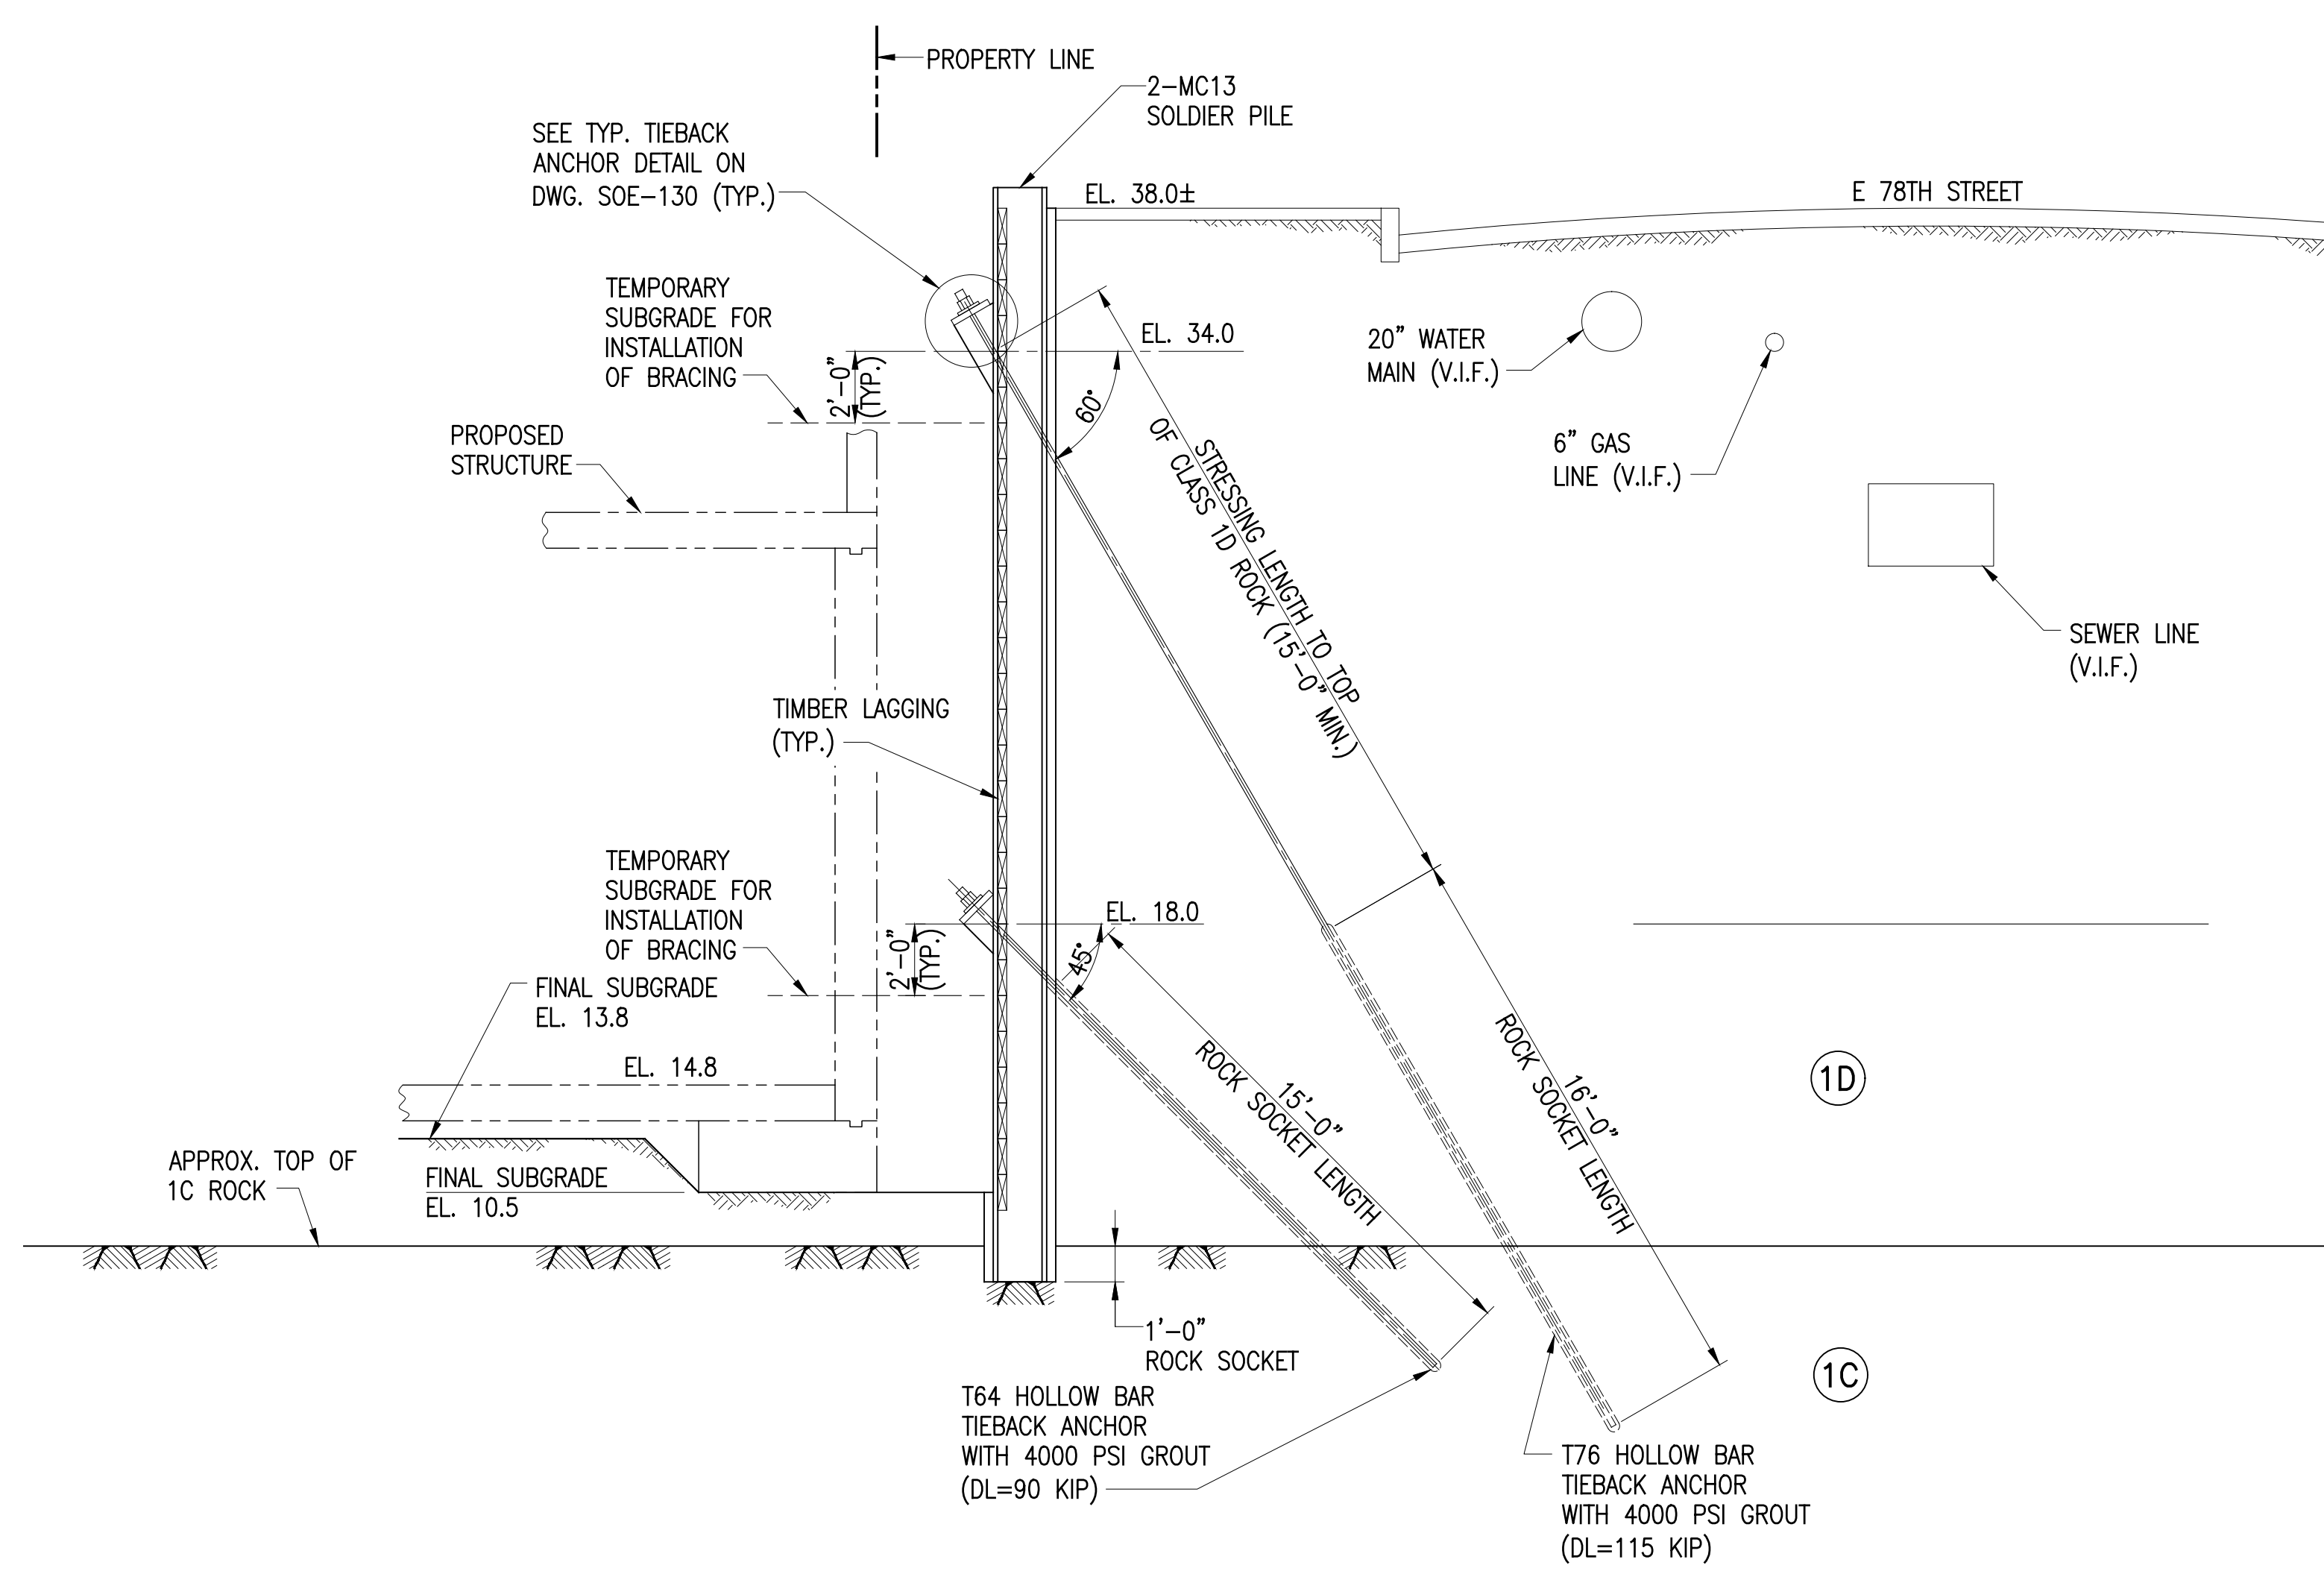 PROPERTY LINE
2-MC13
SOLDIER PILE
SEE TYP. TIEBACK
ANCHOR DETAIL ON
DWG. SOE-130 (TYP.)
EL. 38.0±
E 78TH STREET
TEMPORARY
SUBGRADE FOR
INSTALLATION
OF BRACING
2'-0"
(TYP.)
EL. 34.0
60°
20" WATER
MAIN (V.I.F.)
6" GAS
LINE (V.I.F.)
PROPOSED
STRUCTURE
STRESSING LENGTH TO TOP
OF CLASS 1D ROCK (15'-0" MIN.)
SEWER LINE
(V.I.F.)
TIMBER LAGGING
(TYP.)
TEMPORARY
SUBGRADE FOR
INSTALLATION
OF BRACING
2'-0"
(TYP.)
EL. 18.0
45°
FINAL SUBGRADE
EL. 13.8
EL. 14.8
15'-0"
ROCK SOCKET LENGTH
16'-0"
ROCK SOCKET LENGTH
1D
APPROX. TOP OF
1C ROCK
FINAL SUBGRADE
EL. 10.5
1'-0"
ROCK SOCKET
1C
T64 HOLLOW BAR
TIEBACK ANCHOR
WITH 4000 PSI GROUT
(DL=90 KIP)
T76 HOLLOW BAR
TIEBACK ANCHOR
WITH 4000 PSI GROUT
(DL=115 KIP)